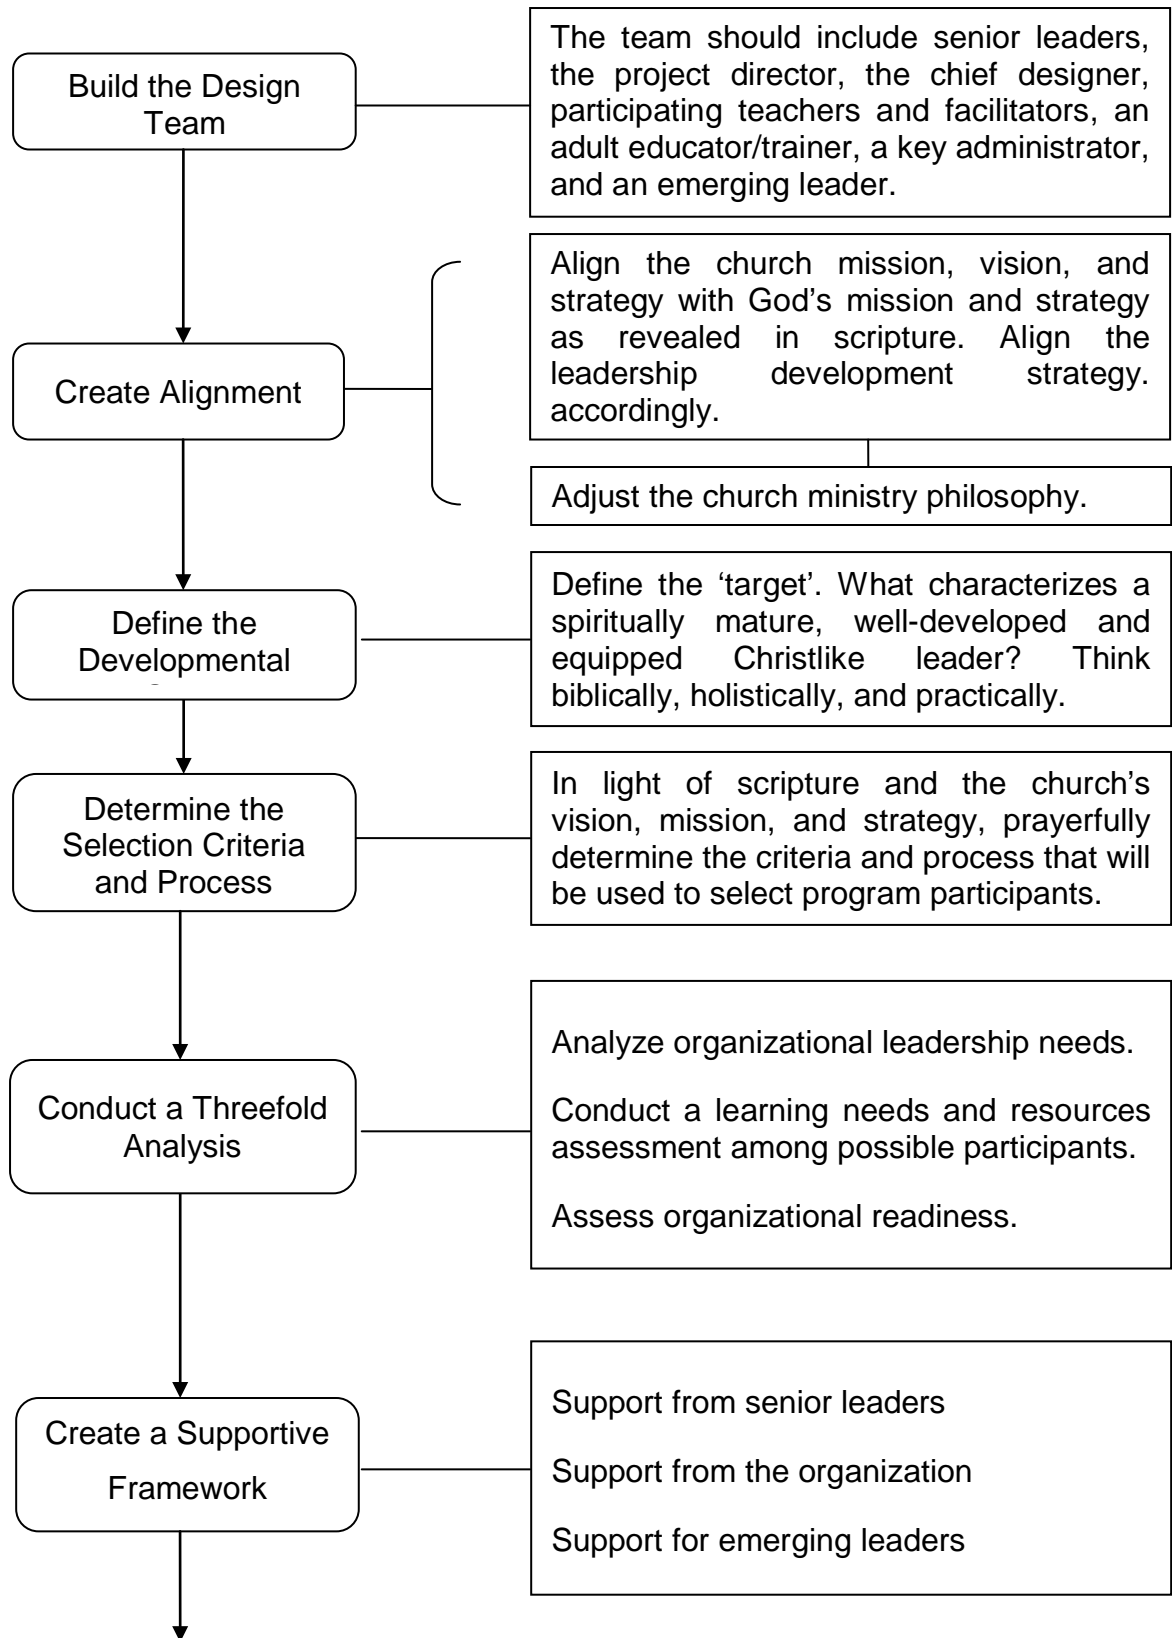 Build the Design
Team
The team should include senior leaders,
the project director, the chief designer,
participating teachers and facilitators, an
adult educator/trainer, a key administrator,
and an emerging leader.
Create Alignment
Align the church mission, vision, and
strategy with God’s mission and strategy
as revealed in scripture. Align the
leadership development strategy.
accordingly.
Adjust the church ministry philosophy.
Define the
Developmental
Define the ‘target’. What characterizes a
spiritually mature, well-developed and
equipped Christlike leader? Think
biblically, holistically, and practically.
Determine the
Selection Criteria
and Process
In light of scripture and the church’s
vision, mission, and strategy, prayerfully
determine the criteria and process that will
be used to select program participants.
Conduct a Threefold
Analysis
Analyze organizational leadership needs.
Conduct a learning needs and resources
assessment among possible participants.
Assess organizational readiness.
Create a Supportive
Framework
Support from senior leaders
Support from the organization
Support for emerging leaders